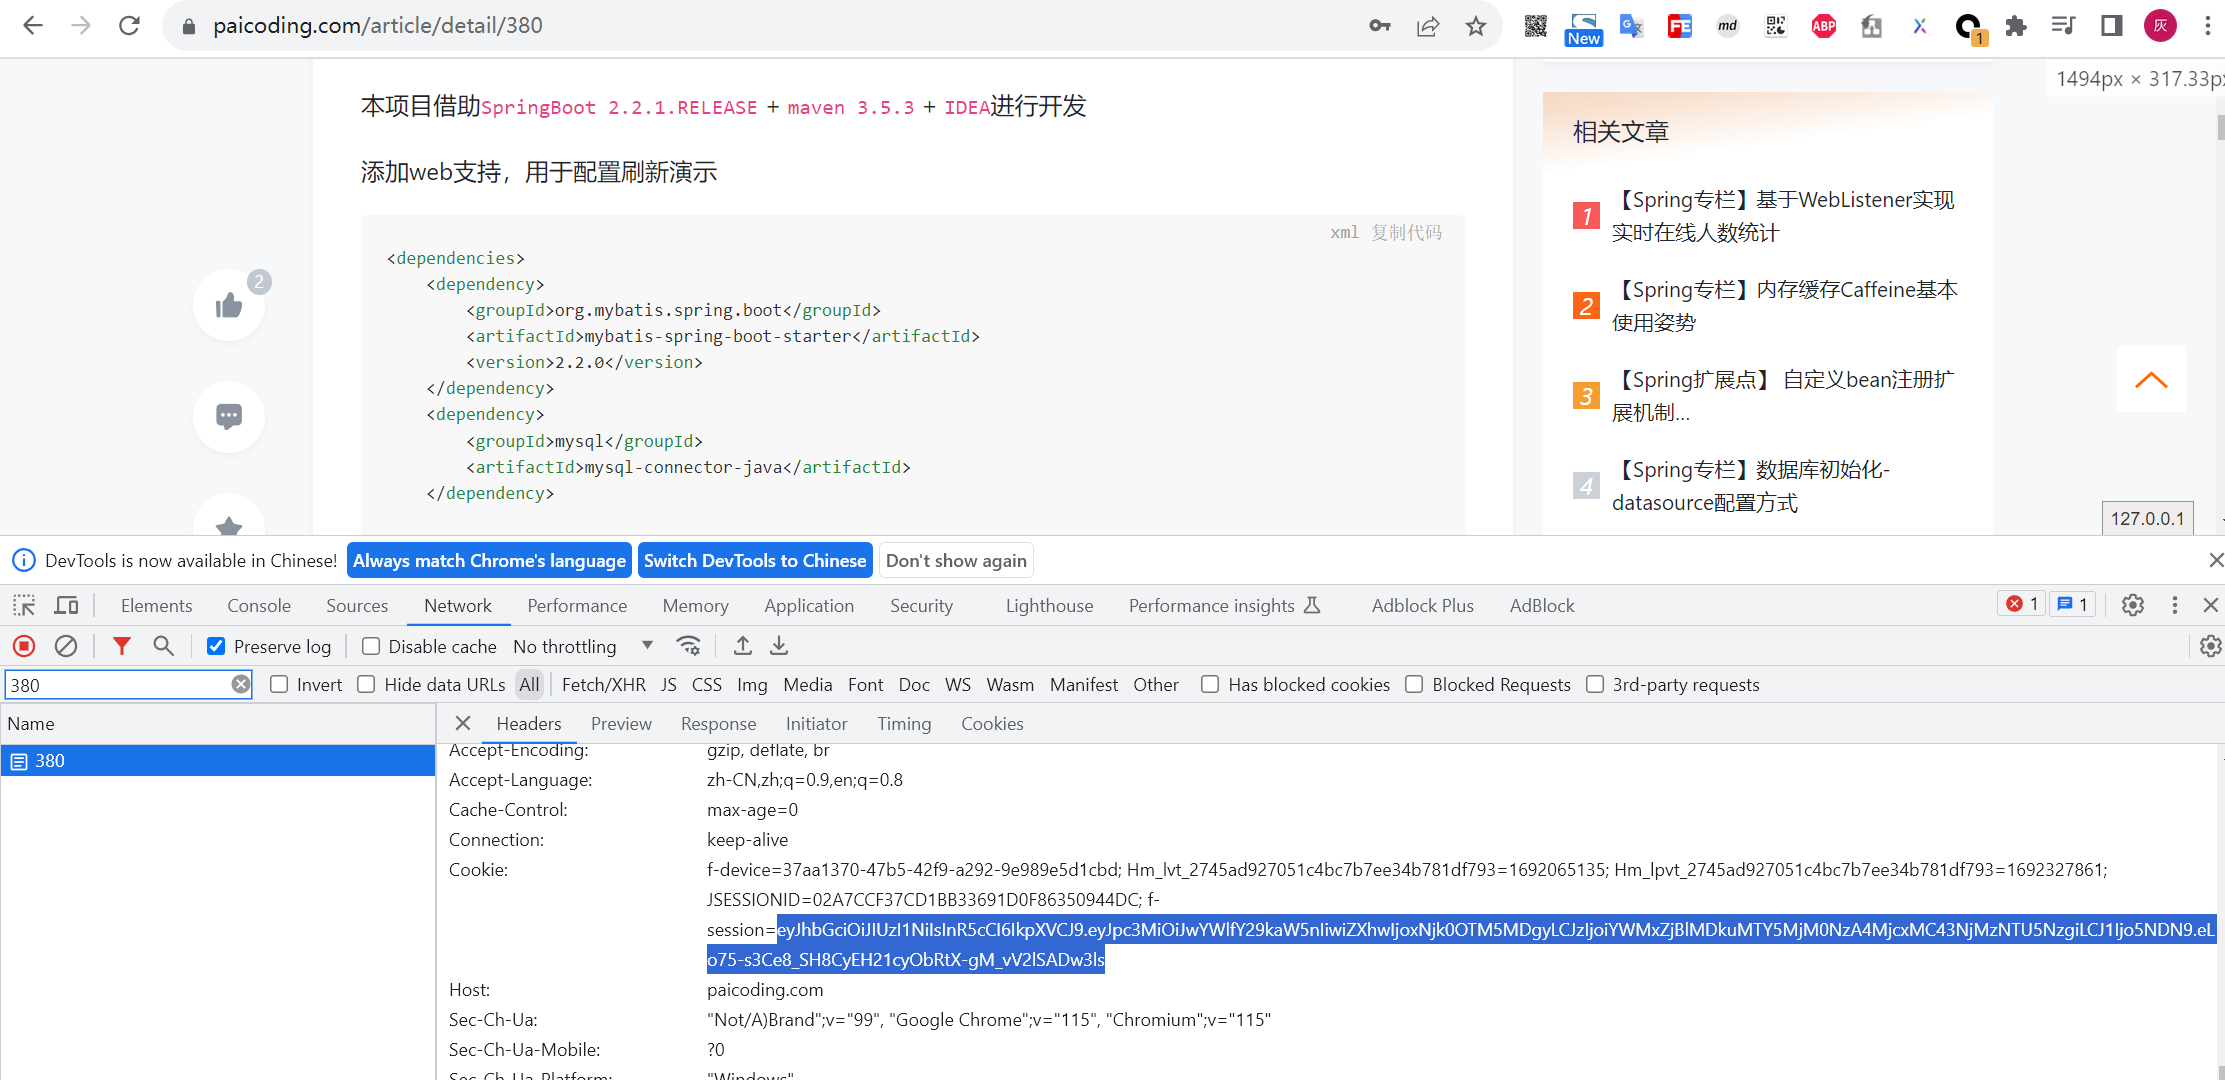 paicoding.com/article/detail/380
New
md
ABP
1
灰
1494px × 317.33px
本项目借助SpringBoot 2.2.1.RELEASE + maven 3.5.3 + IDEA进行开发
添加web支持，用于配置刷新演示
xml 复制代码
<dependencies>
<dependency>
<groupId>org.mybatis.spring.boot</groupId>
<artifactId>mybatis-spring-boot-starter</artifactId>
<version>2.2.0</version>
</dependency>
<dependency>
<groupId>mysql</groupId>
<artifactId>mysql-connector-java</artifactId>
</dependency>
2
相关文章
1 【Spring专栏】基于WebListener实现
实时在线人数统计
2 【Spring专栏】内存缓存Caffeine基本
使用姿势
3 【Spring扩展点】 自定义bean注册扩
展机制...
4 【Spring专栏】数据库初始化-
datasource配置方式
127.0.0.1
DevTools is now available in Chinese! Always match Chrome's language Switch DevTools to Chinese Don't show again
Elements Console Sources Network Performance Memory Application Security Lighthouse Performance insights Adblock Plus AdBlock 1 1
Preserve log Disable cache No throttling
380 Invert Hide data URLs All Fetch/XHR JS CSS Img Media Font Doc WS Wasm Manifest Other Has blocked cookies Blocked Requests 3rd-party requests
Name
380
Headers Preview Response Initiator Timing Cookies
Accept-Encoding: gzip, deflate, br
Accept-Language: zh-CN,zh;q=0.9,en;q=0.8
Cache-Control: max-age=0
Connection: keep-alive
Cookie: f-device=37aa1370-47b5-42f9-a292-9e989e5d1cbd; Hm_lvt_2745ad927051c4bc7b7ee34b781df793=1692065135; Hm_lpvt_2745ad927051c4bc7b7ee34b781df793=1692327861;
JSESSIONID=02A7CCF37CD1BB33691D0F86350944DC; f-
session=eyJhbGciOiJIUzI1NiIsInR5cCI6IkpXVCJ9.eyJpc3MiOiJwYWlfY29kaW5nIiwiZXhwIjoxNjk0OTM5MDgyLCJzIjoiYWMxZjBlMDkuMTY5MjM0NzA4MjcxMC43NjMzNTU5NzgiLCJ1Ijo5NDN9.eL
o75-s3Ce8_SH8CyEH21cyObRtX-gM_vV2lSADw3ls
Host: paicoding.com
Sec-Ch-Ua: "Not/A)Brand";v="99", "Google Chrome";v="115", "Chromium";v="115"
Sec-Ch-Ua-Mobile: ?0
Sec-Ch-Ua-Platform: "Windows"